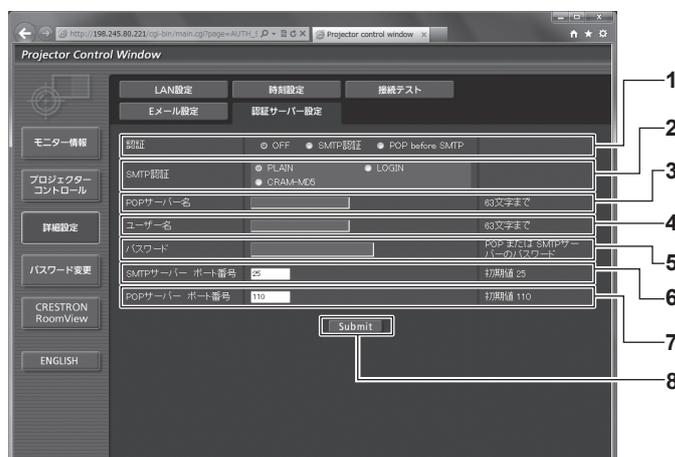 http://198.245.80.221/cgi-bin/main.cgi?page=AUTH_S
Projector control window
Projector Control Window
LAN設定
時刻設定
接続テスト
Eメール設定
認証サーバー設定
モニター情報
プロジェクター
コントロール
詳細設定
パスワード変更
CRESTRON
RoomView
ENGLISH
認証
OFF
SMTP認証
POP before SMTP
SMTP認証
PLAIN
LOGIN
CRAM-MD5
POPサーバー名
63文字まで
ユーザー名
63文字まで
パスワード
POP または SMTPサー
バーのパスワード
SMTPサーバー ポート番号
25
初期値 25
POPサーバー ポート番号
110
初期値 110
Submit
1
2
3
4
5
6
7
8